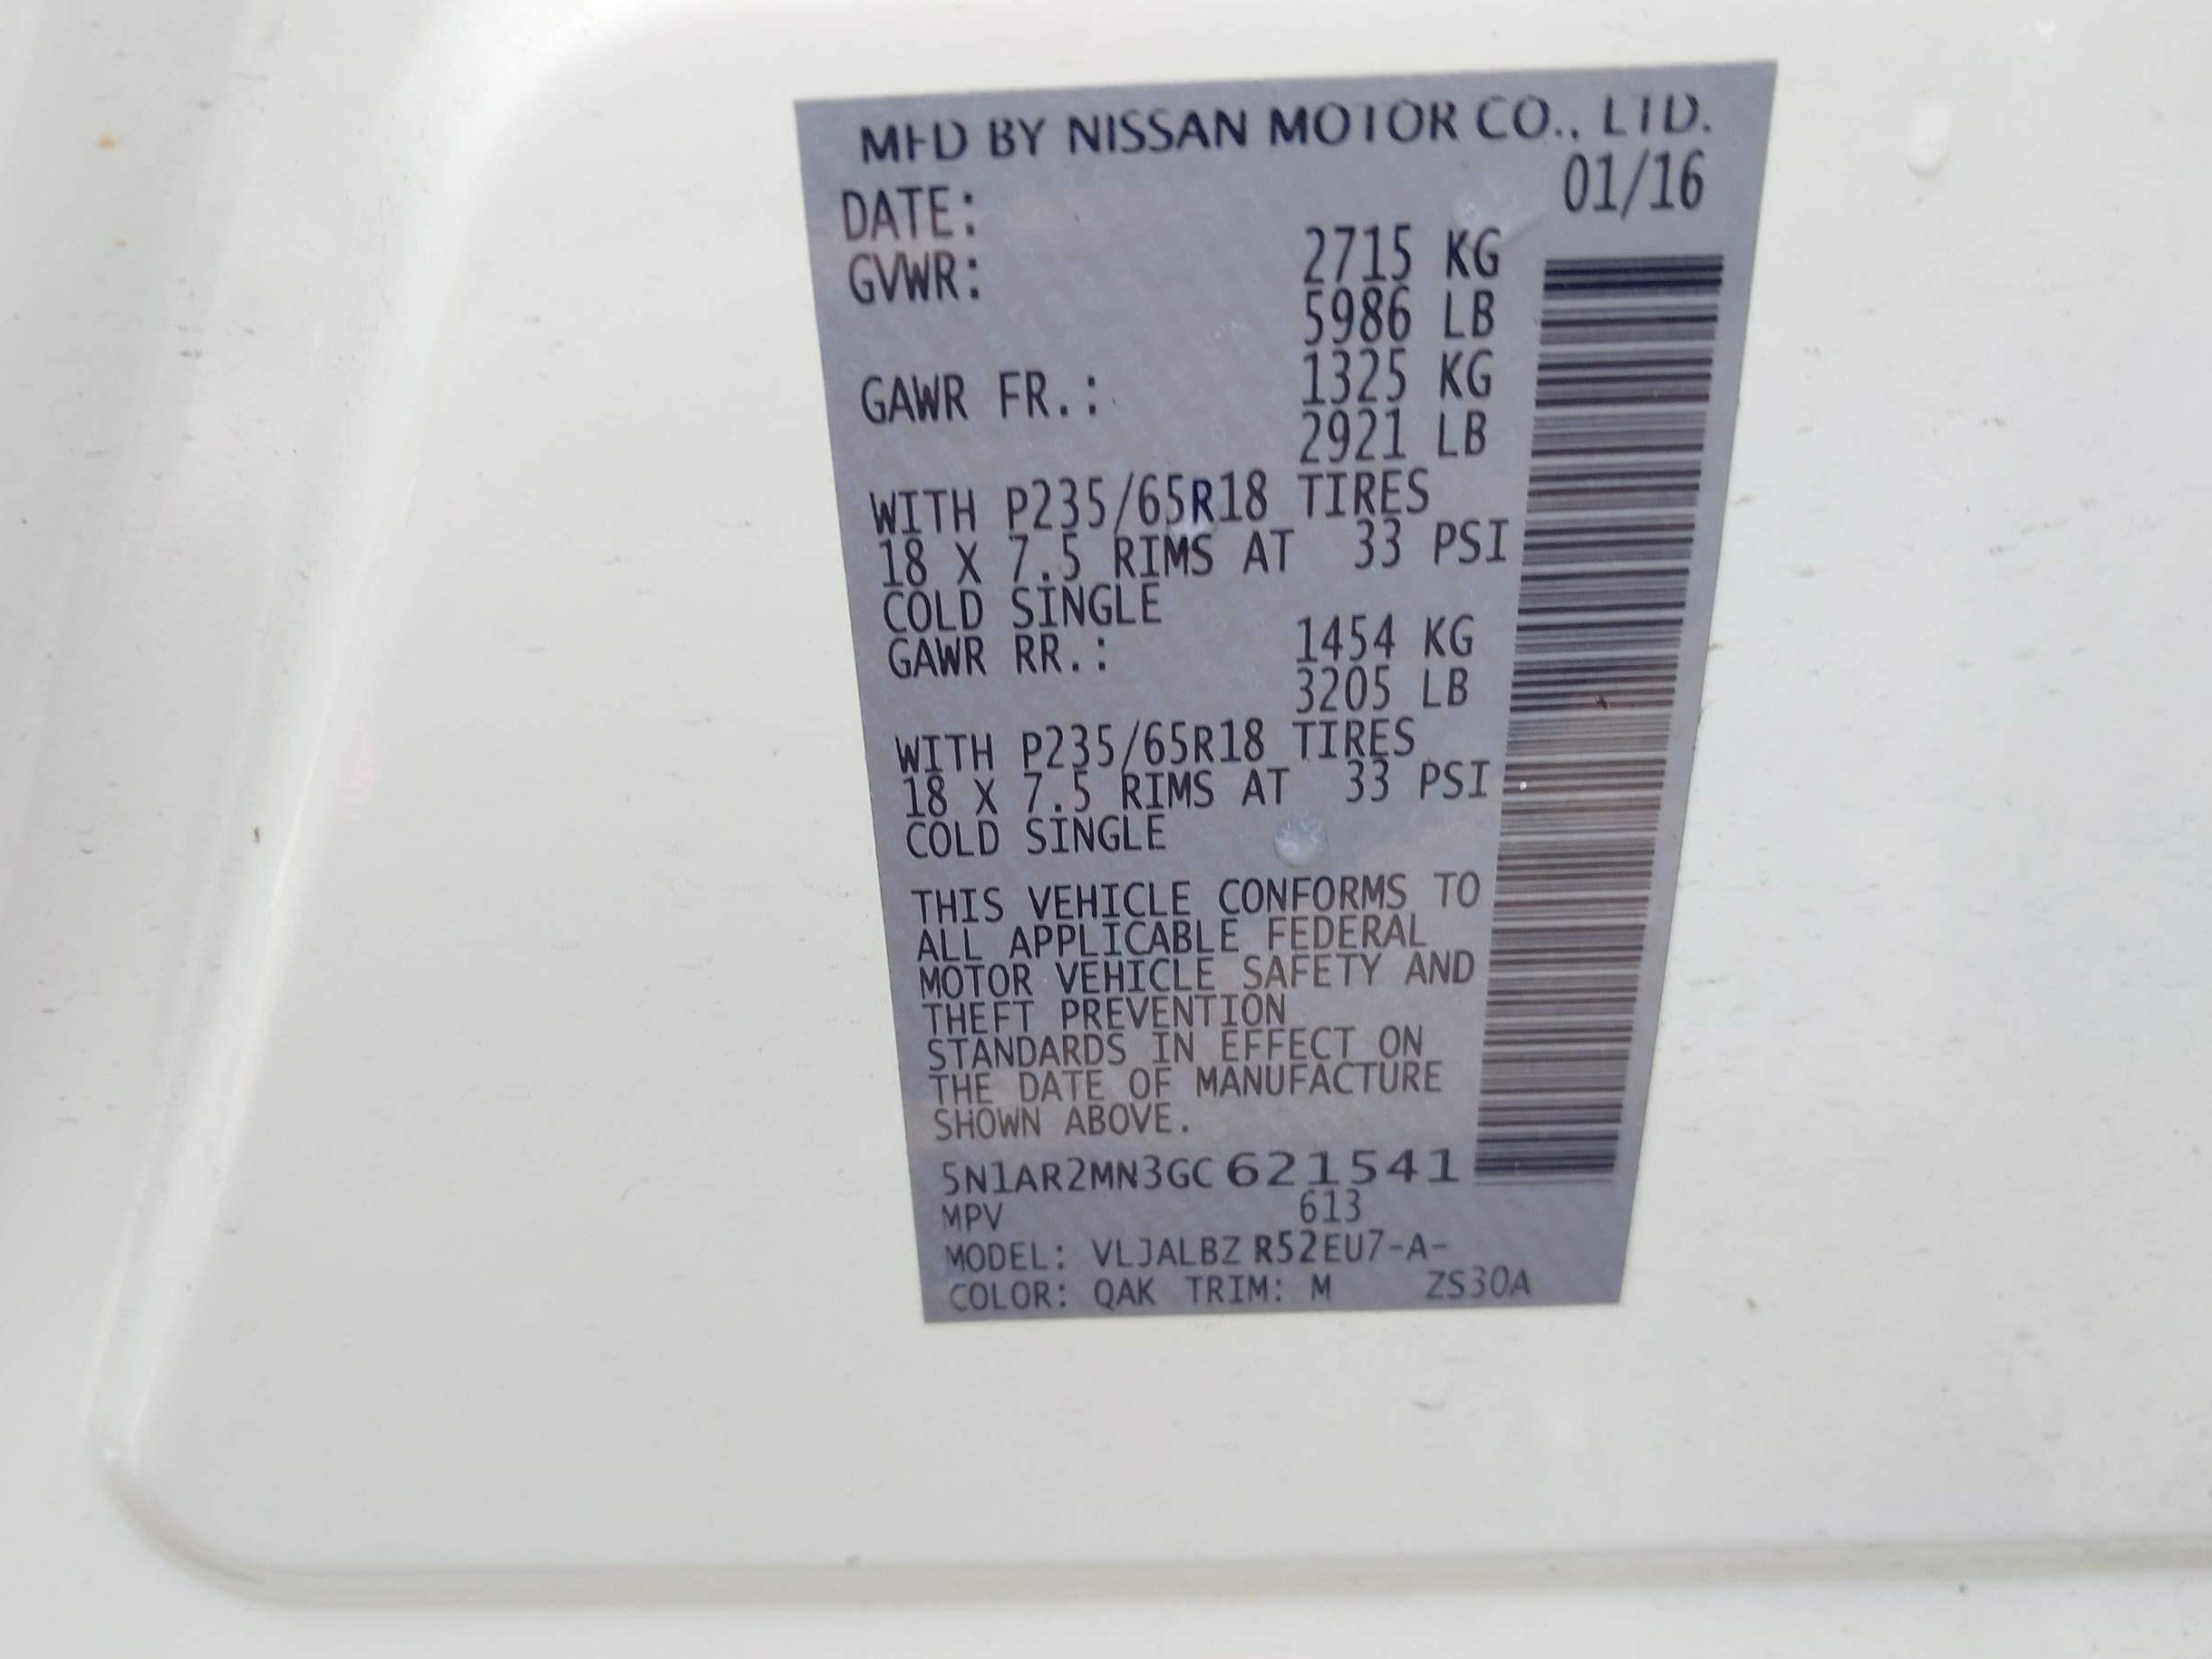 MFD BY NISSAN MOTOR CO., LTD.
DATE: 01/16
GVWR: 2715 KG
5986 LB
GAWR FR.: 1325 KG
2921 LB
WITH P235/65R18 TIRES
18 X 7.5 RIMS AT 33 PSI
COLD SINGLE
GAWR RR.: 1454 KG
3205 LB
WITH P235/65R18 TIRES
18 X 7.5 RIMS AT 33 PSI
COLD SINGLE
THIS VEHICLE CONFORMS TO
ALL APPLICABLE FEDERAL
MOTOR VEHICLE SAFETY AND
THEFT PREVENTION
STANDARDS IN EFFECT ON
THE DATE OF MANUFACTURE
SHOWN ABOVE.
5N1AR2MN3GC621541
MPV 613
MODEL: VLJALBZ R52EU7-A-
COLOR: QAK TRIM: M ZS30A